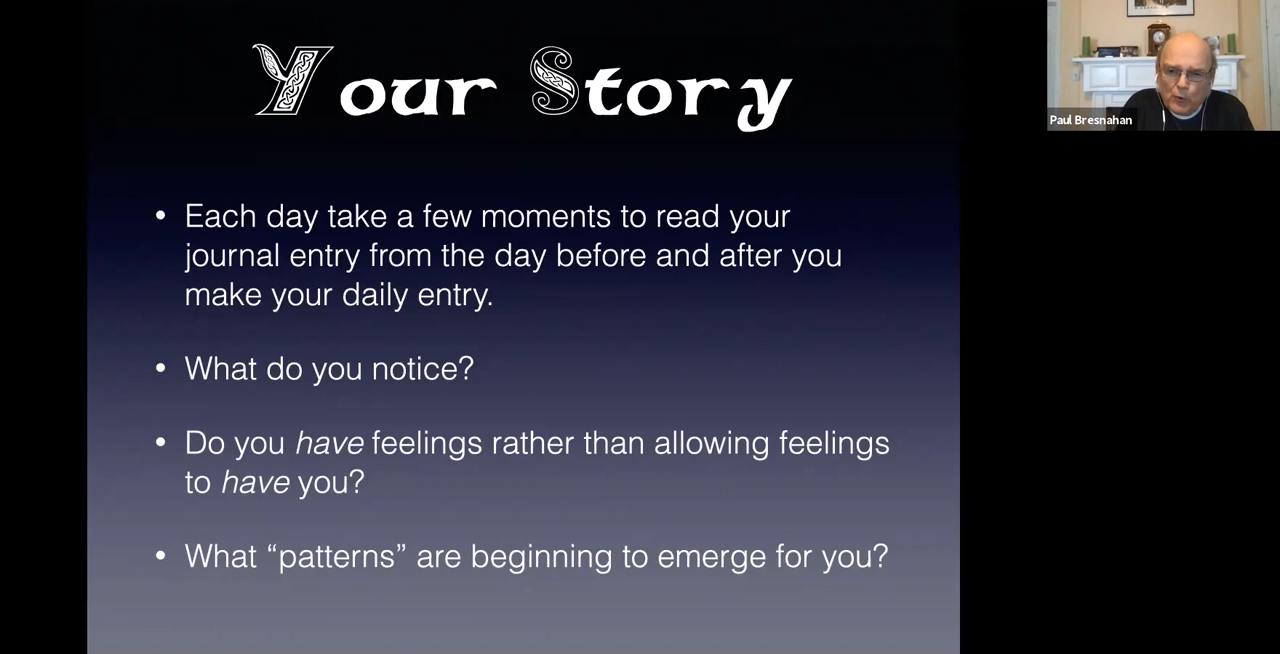 Your Story
• Each day take a few moments to read your
journal entry from the day before and after you
make your daily entry.
• What do you notice?
• Do you have feelings rather than allowing feelings
to have you?
• What “patterns” are beginning to emerge for you?
Paul Bresnahan